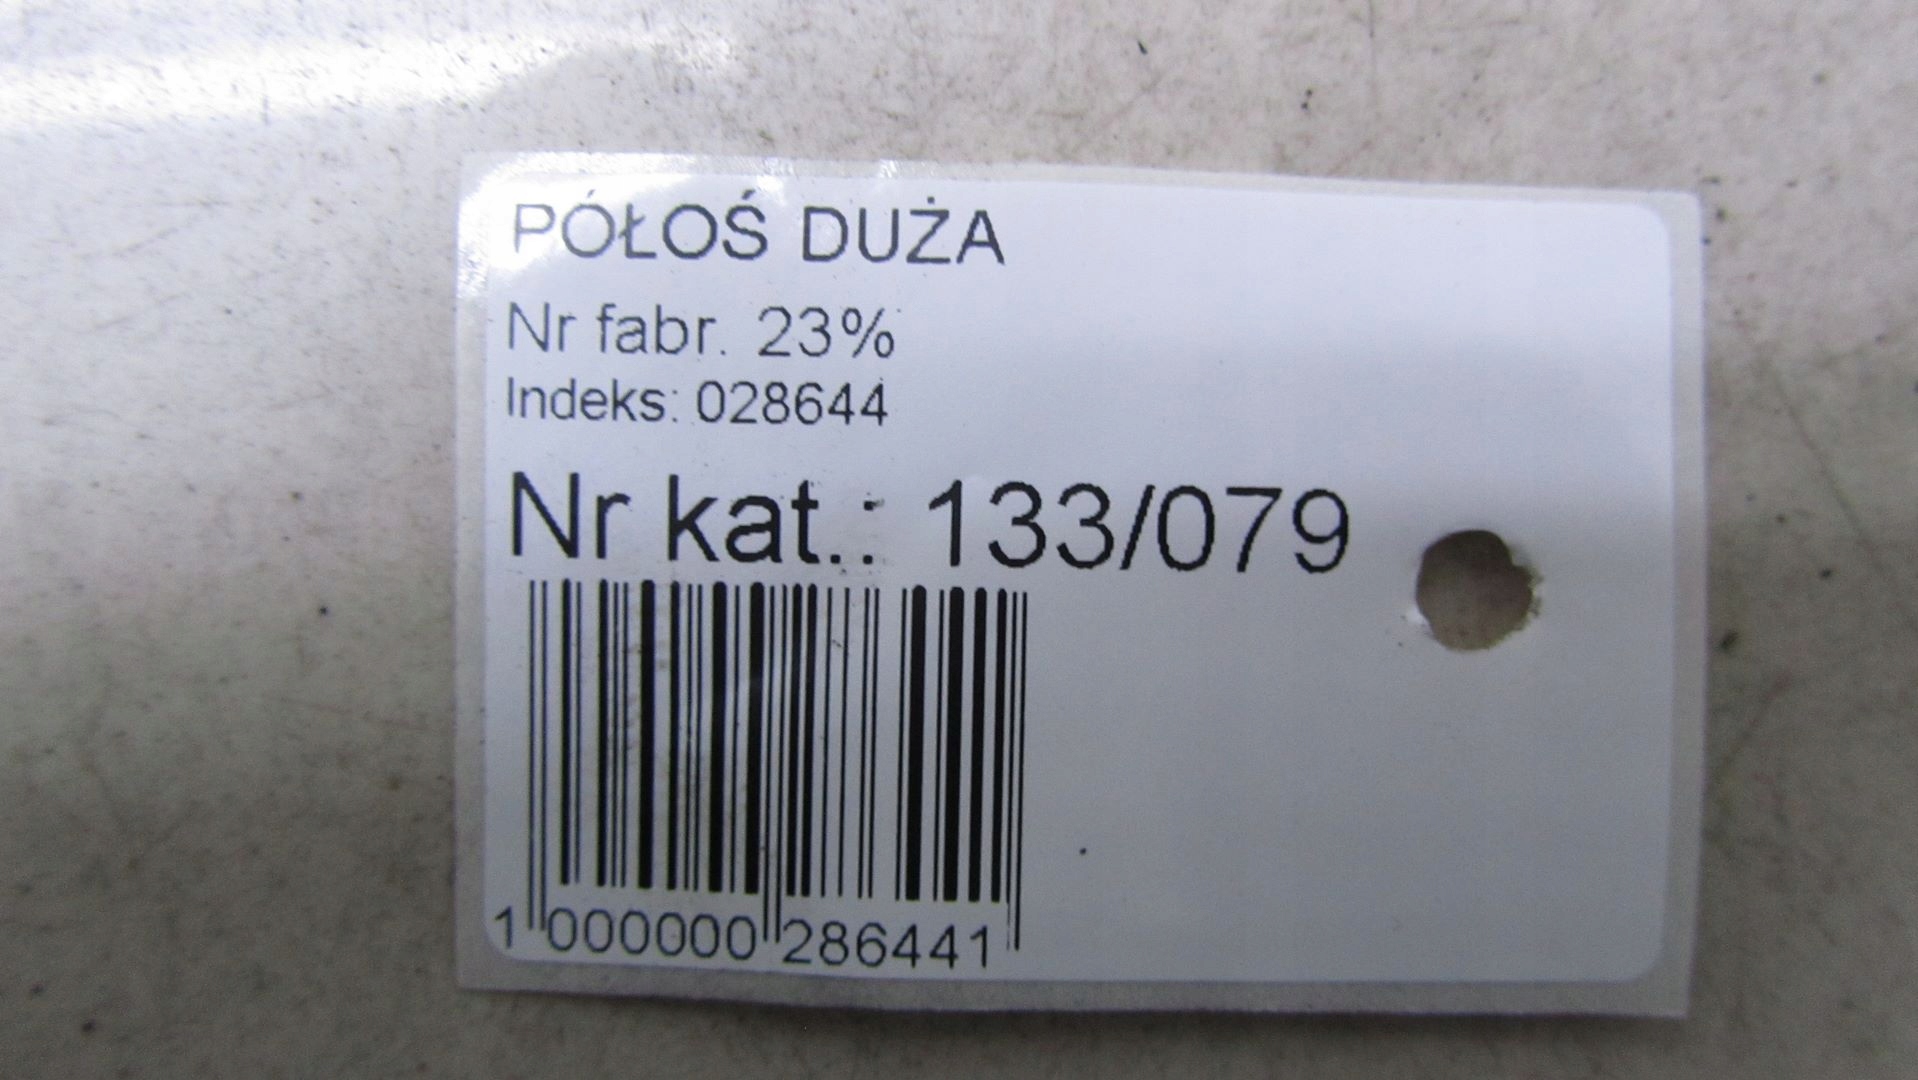 PÓŁOŚ DUŻA
Nr fabr. 23%
Indeks: 028644
Nr kat.: 133/079
1 000000 286441